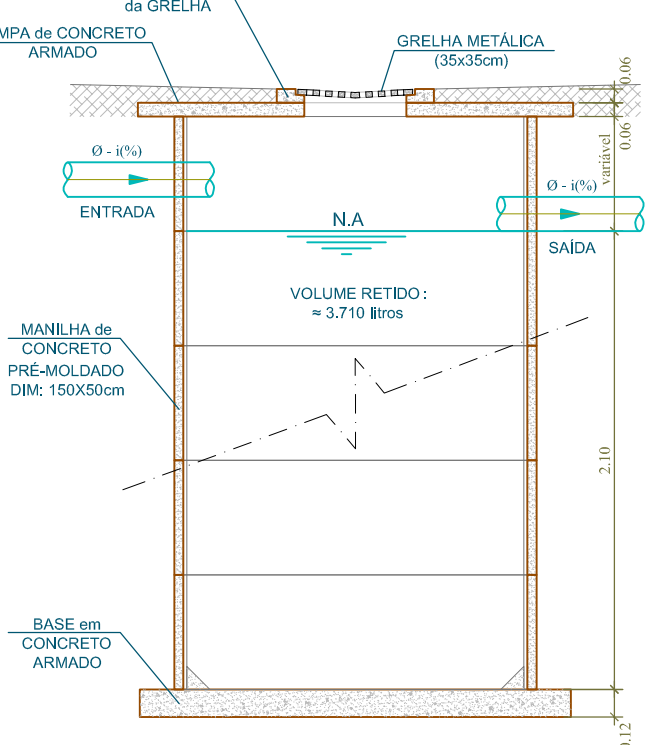 da GRELHA
MPA de CONCRETO
ARMADO
GRELHA METÁLICA
(35x35cm)
0.06
0.06
variável
Ø - i(%)
ENTRADA
Ø - i(%)
SAÍDA
N.A
VOLUME RETIDO :
≈ 3.710 litros
MANILHA de
CONCRETO
PRÉ-MOLDADO
DIM: 150X50cm
2.10
BASE em
CONCRETO
ARMADO
0.12